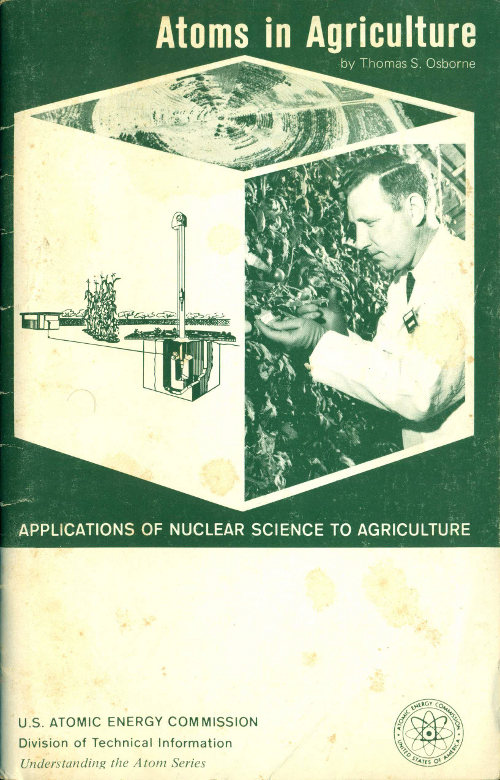 Atoms in Agriculture
by Thomas S. Osborne
APPLICATIONS OF NUCLEAR SCIENCE TO AGRICULTURE
U.S. ATOMIC ENERGY COMMISSION
Division of Technical Information
Understanding the Atom Series
ATOMIC ENERGY COMMISSION
UNITED STATES OF AMERICA